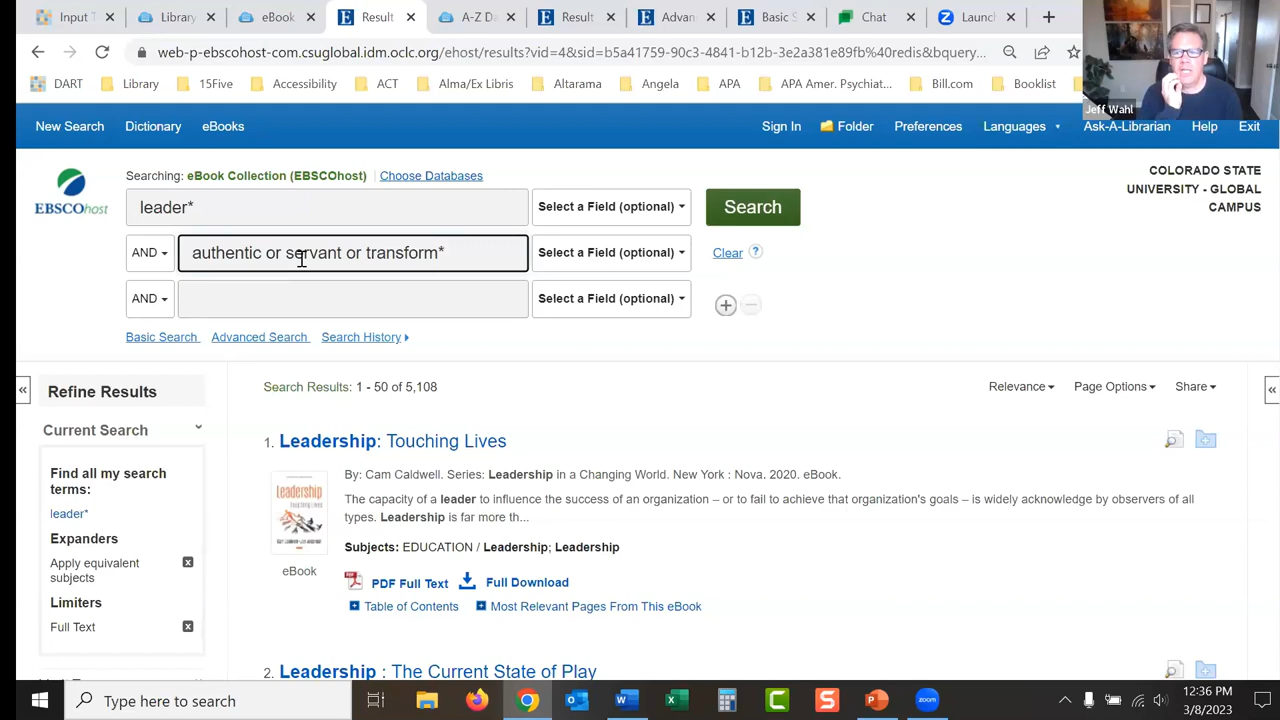 Input T
Library
eBook
Result
A-Z Da
Result
Advan
Basic S
Chat
Launc
web-p-ebscohost-com.csuglobal.idm.oclc.org/ehost/results?vid=4&sid=b5a41759-90c3-4841-b12b-3e2a381e89fb%40redis&bquery...
DART Library 15Five Accessibility ACT Alma/Ex Libris Altarama Angela APA APA Amer. Psychiat... Bill.com Booklist
Jeff Wahl
New Search Dictionary eBooks Sign In Folder Preferences Languages Ask-A-Librarian Help Exit
Searching: eBook Collection (EBSCOhost) | Choose Databases
COLORADO STATE
UNIVERSITY - GLOBAL
CAMPUS
EBSCOhost
leader* Select a Field (optional) Search
AND authentic or servant or transform* Select a Field (optional) Clear ?
AND Select a Field (optional)
Basic Search Advanced Search Search History
Refine Results
Search Results: 1 - 50 of 5,108 Relevance Page Options Share
Current Search
Find all my search
terms:
leader*
Expanders
Apply equivalent
subjects
Limiters
Full Text
1. Leadership: Touching Lives
By: Cam Caldwell. Series: Leadership in a Changing World. New York : Nova. 2020. eBook.
The capacity of a leader to influence the success of an organization – or to fail to achieve that organization's goals – is widely acknowledge by observers of all
types. Leadership is far more th...
Subjects: EDUCATION / Leadership; Leadership
eBook
PDF Full Text Full Download
Table of Contents Most Relevant Pages From This eBook
2. Leadership : The Current State of Play
Type here to search
12:36 PM
3/8/2023